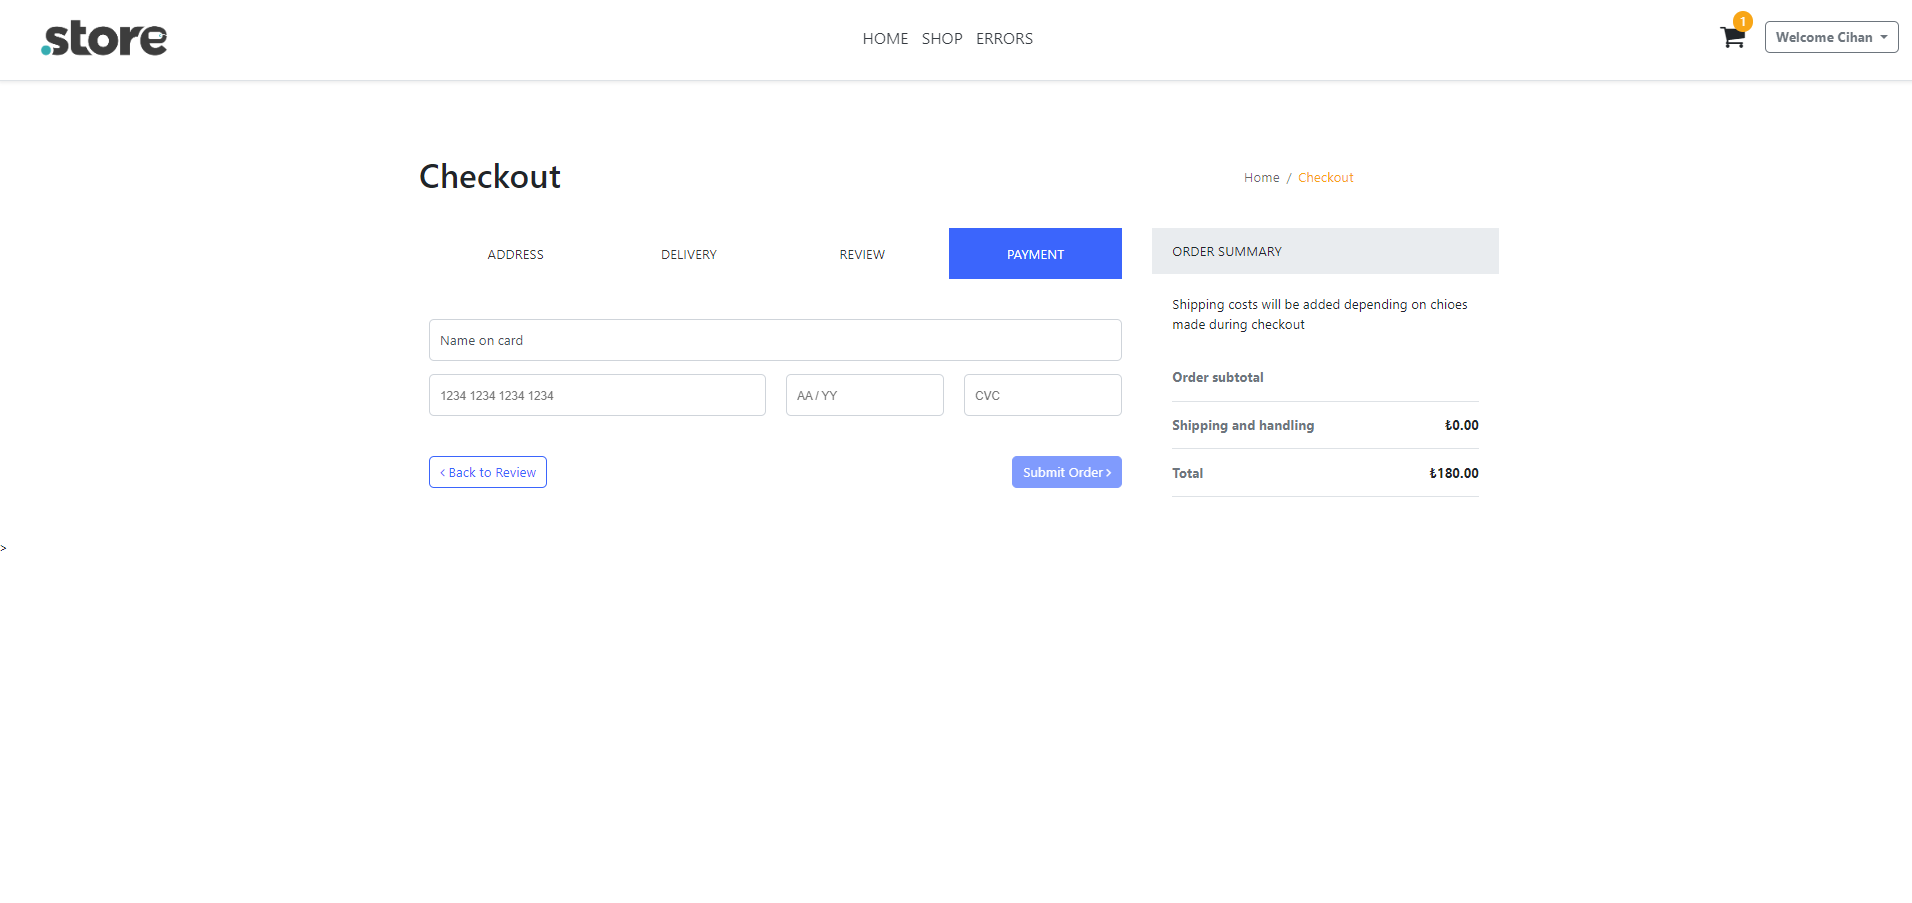 .store
HOME SHOP ERRORS
1
Welcome Cihan
Checkout
Home / Checkout
ADDRESS DELIVERY REVIEW PAYMENT
Name on card
1234 1234 1234 1234 AA / YY CVC
‹ Back to Review
Submit Order ›
ORDER SUMMARY
Shipping costs will be added depending on chioes
made during checkout
Order subtotal
Shipping and handling ₺0.00
Total ₺180.00
>